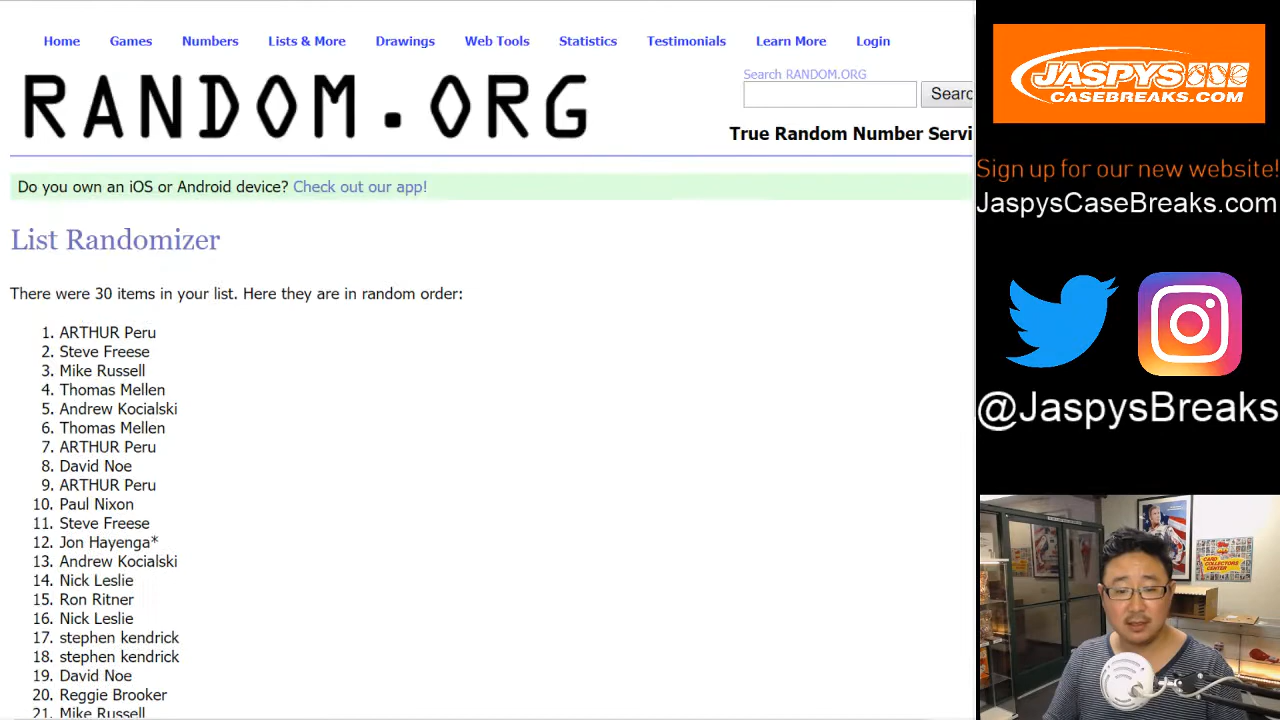 Home Games Numbers Lists & More Drawings Web Tools Statistics Testimonials Learn More Login
RANDOM.ORG
Search RANDOM.ORG
Searc
True Random Number Servi
Do you own an iOS or Android device? Check out our app!
List Randomizer
There were 30 items in your list. Here they are in random order:
1. ARTHUR Peru
2. Steve Freese
3. Mike Russell
4. Thomas Mellen
5. Andrew Kocialski
6. Thomas Mellen
7. ARTHUR Peru
8. David Noe
9. ARTHUR Peru
10. Paul Nixon
11. Steve Freese
12. Jon Hayenga*
13. Andrew Kocialski
14. Nick Leslie
15. Ron Ritner
16. Nick Leslie
17. stephen kendrick
18. stephen kendrick
19. David Noe
20. Reggie Brooker
21. Mike Russell
JASPYS
CASEBREAKS.COM
Sign up for our new website!
JaspysCaseBreaks.com
@JaspysBreaks
CARD
COLLECTORS
CENTER